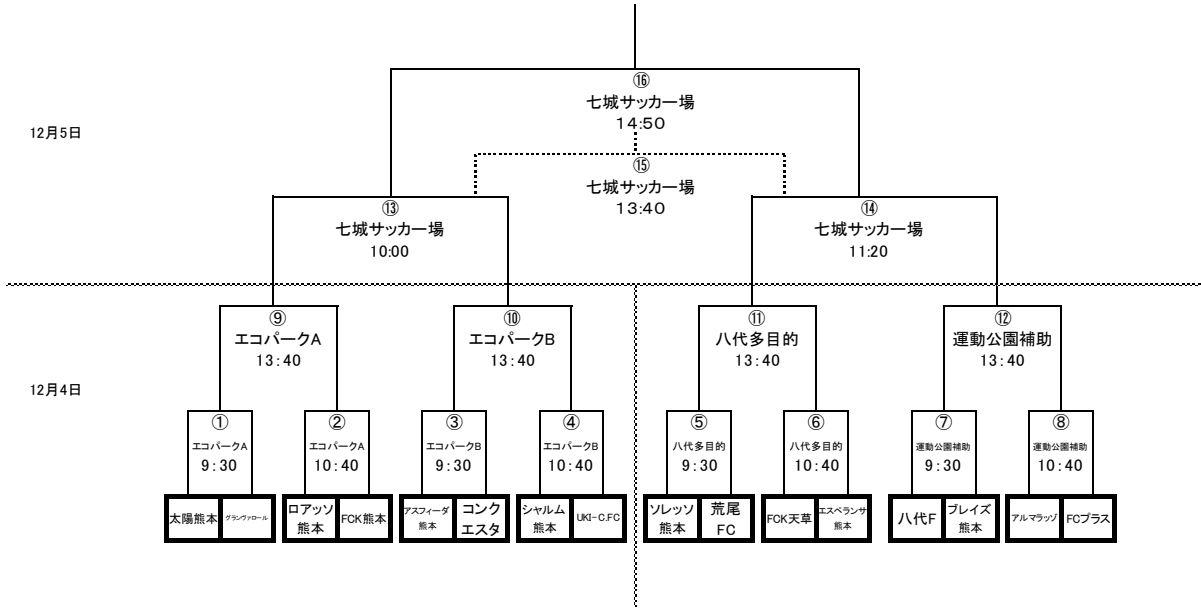 ⑯
七城サッカー場
14:50
12月5日
⑮
七城サッカー場
13:40
⑬
七城サッカー場
10:00
⑭
七城サッカー場
11:20
⑨
エコパークA
13:40
⑩
エコパークB
13:40
⑪
八代多目的
13:40
⑫
運動公園補助
13:40
12月4日
①
エコパークA
9:30
②
エコパークA
10:40
③
エコパークB
9:30
④
エコパークB
10:40
⑤
八代多目的
9:30
⑥
八代多目的
10:40
⑦
運動公園補助
9:30
⑧
運動公園補助
10:40
太陽熊本
グランヴァロール
ロアッソ
熊本
FCK熊本
アスフィーダ
熊本
コンク
エスタ
シャルム
熊本
UKI-C.FC
ソレッソ
熊本
荒尾
FC
FCK天草
エスペランサ
熊本
八代F
ブレイズ
熊本
アルマラッゾ
FCプラス